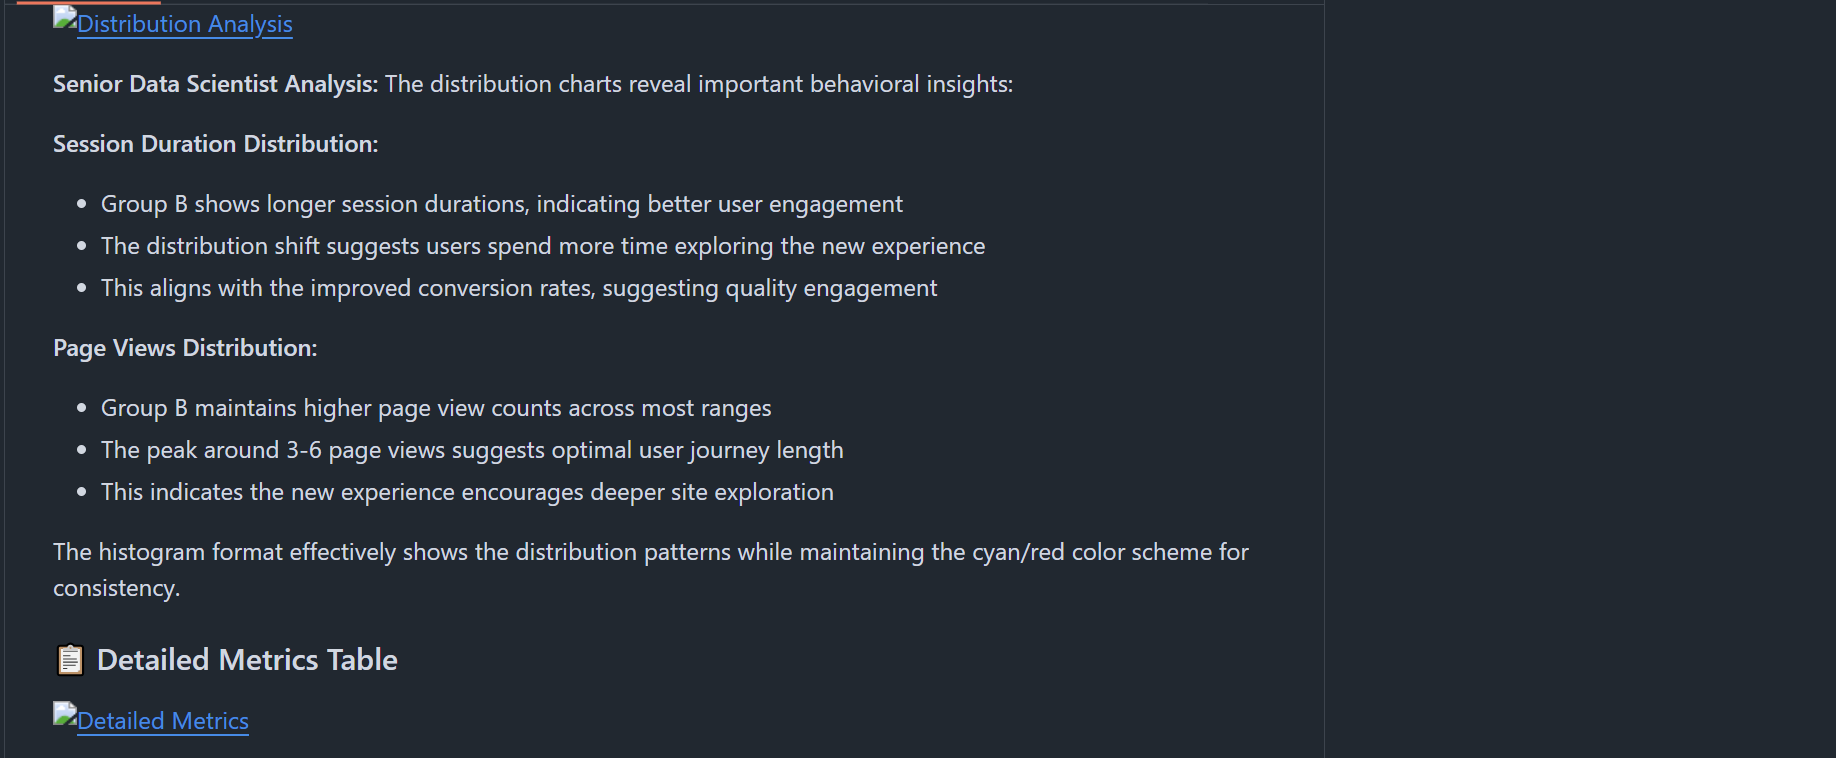 Distribution Analysis
Senior Data Scientist Analysis: The distribution charts reveal important behavioral insights:
Session Duration Distribution:
Group B shows longer session durations, indicating better user engagement
The distribution shift suggests users spend more time exploring the new experience
This aligns with the improved conversion rates, suggesting quality engagement
Page Views Distribution:
Group B maintains higher page view counts across most ranges
The peak around 3-6 page views suggests optimal user journey length
This indicates the new experience encourages deeper site exploration
The histogram format effectively shows the distribution patterns while maintaining the cyan/red color scheme for
consistency.
📋 Detailed Metrics Table
Detailed Metrics